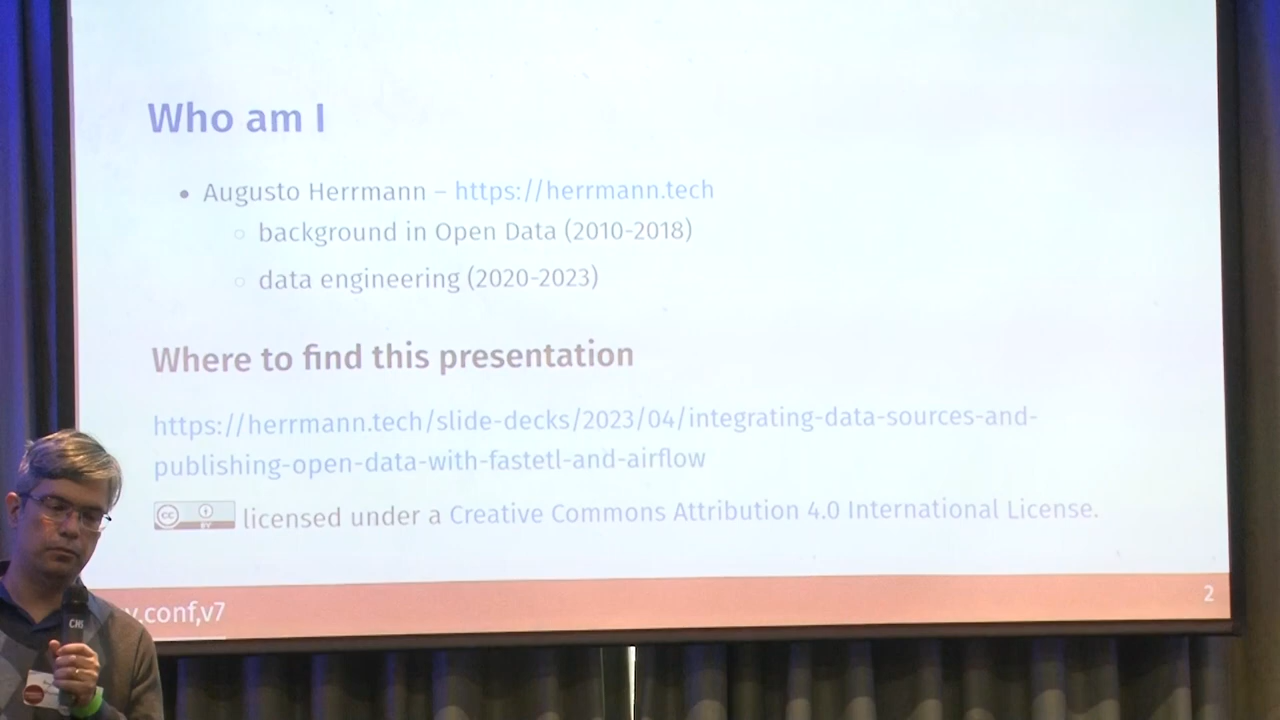 Who am I
• Augusto Herrmann – https://herrmann.tech
○ background in Open Data (2010-2018)
○ data engineering (2020-2023)
Where to find this presentation
https://herrmann.tech/slide-decks/2023/04/integrating-data-sources-and-
publishing-open-data-with-fastetl-and-airflow
cc BY licensed under a Creative Commons Attribution 4.0 International License.
v.conf,v7
2